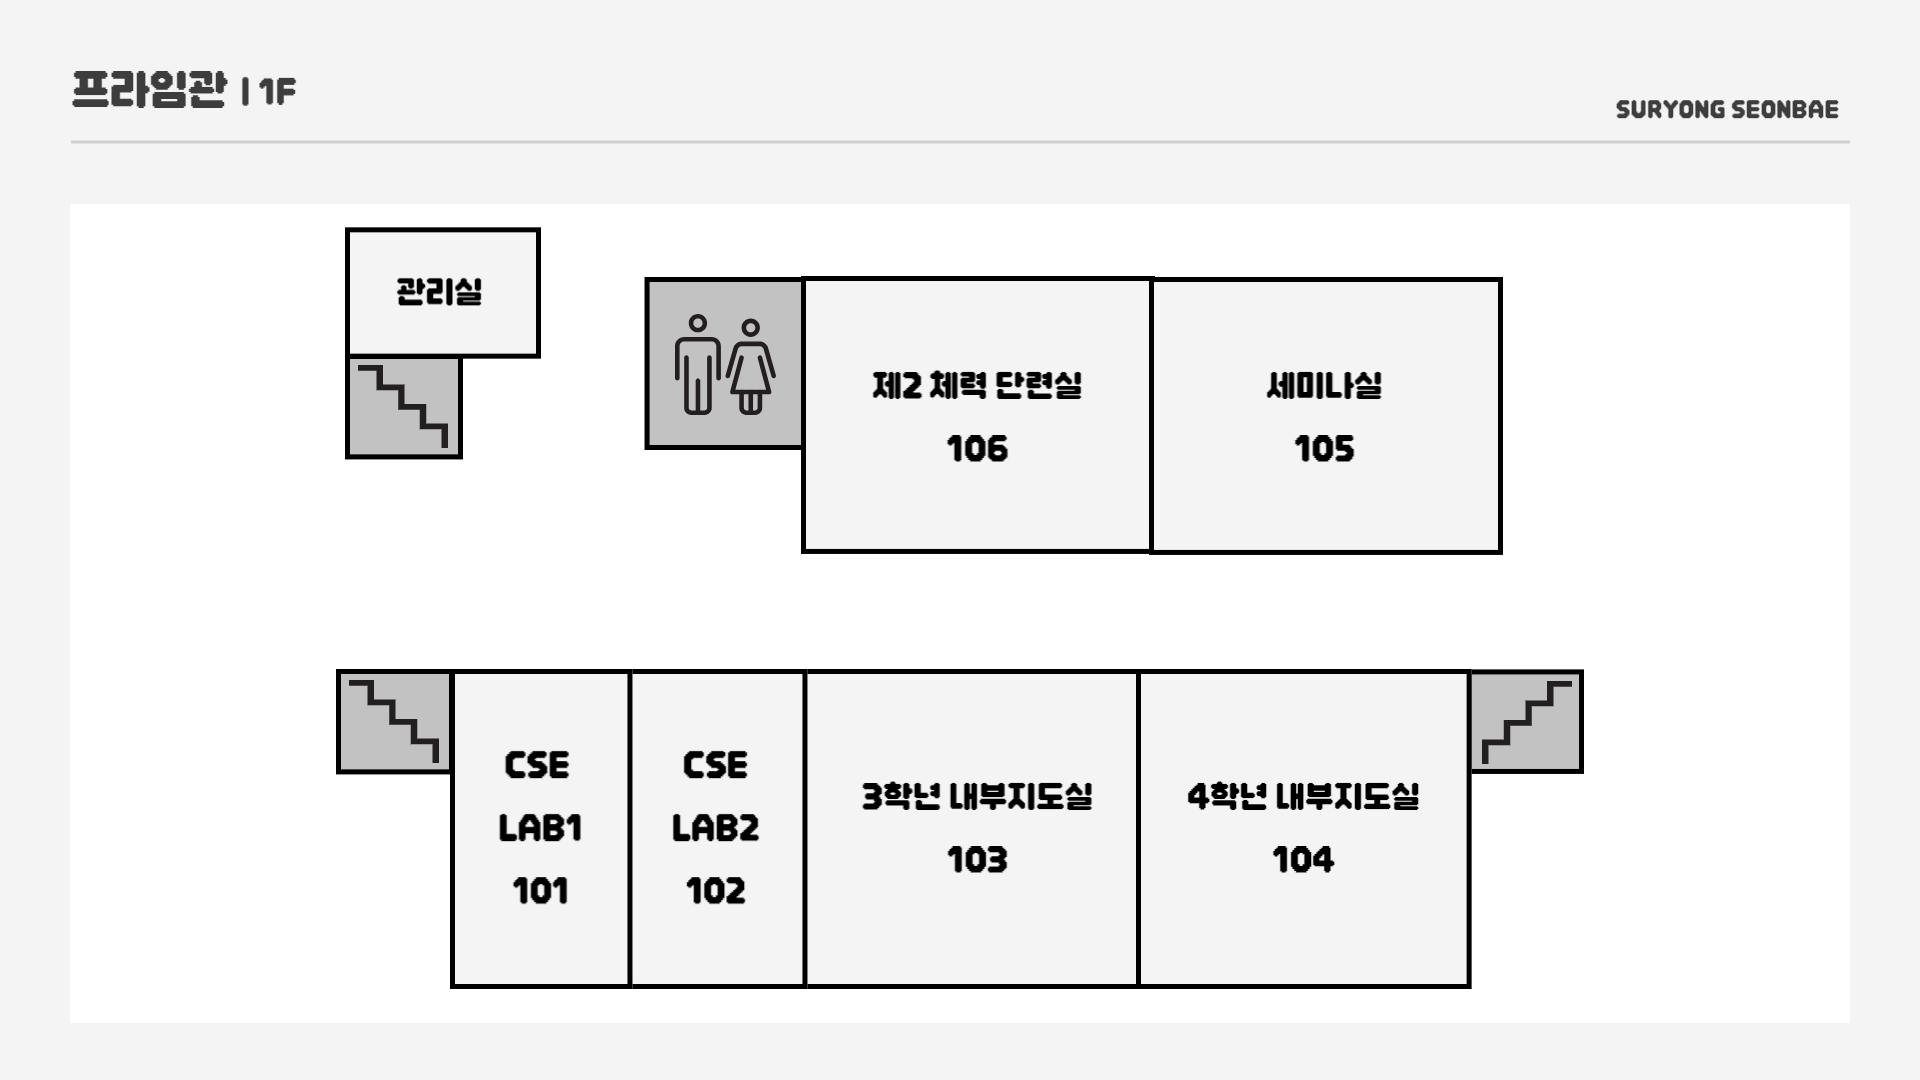 프라임관 | 1F
SURYONG SEONBAE
관리실
제2 체력 단련실
106
세미나실
105
CSE
LAB1
101
CSE
LAB2
102
3학년 내부지도실
103
4학년 내부지도실
104